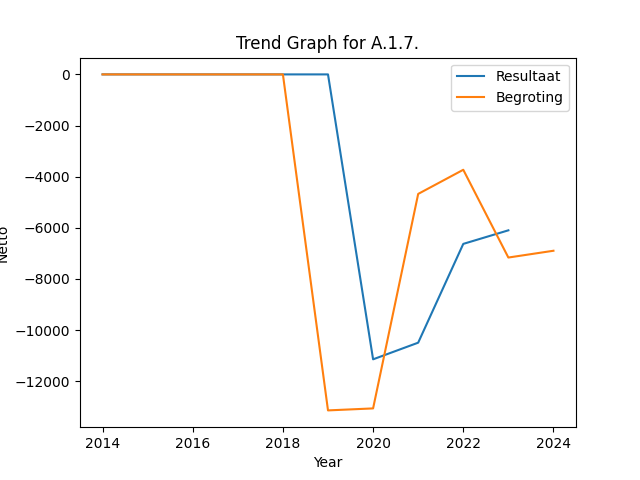 Trend Graph for A.1.7.
Resultaat
Begroting
0
−2000
−4000
−6000
−8000
−10000
−12000
Netto
2014 2016 2018 2020 2022 2024
Year